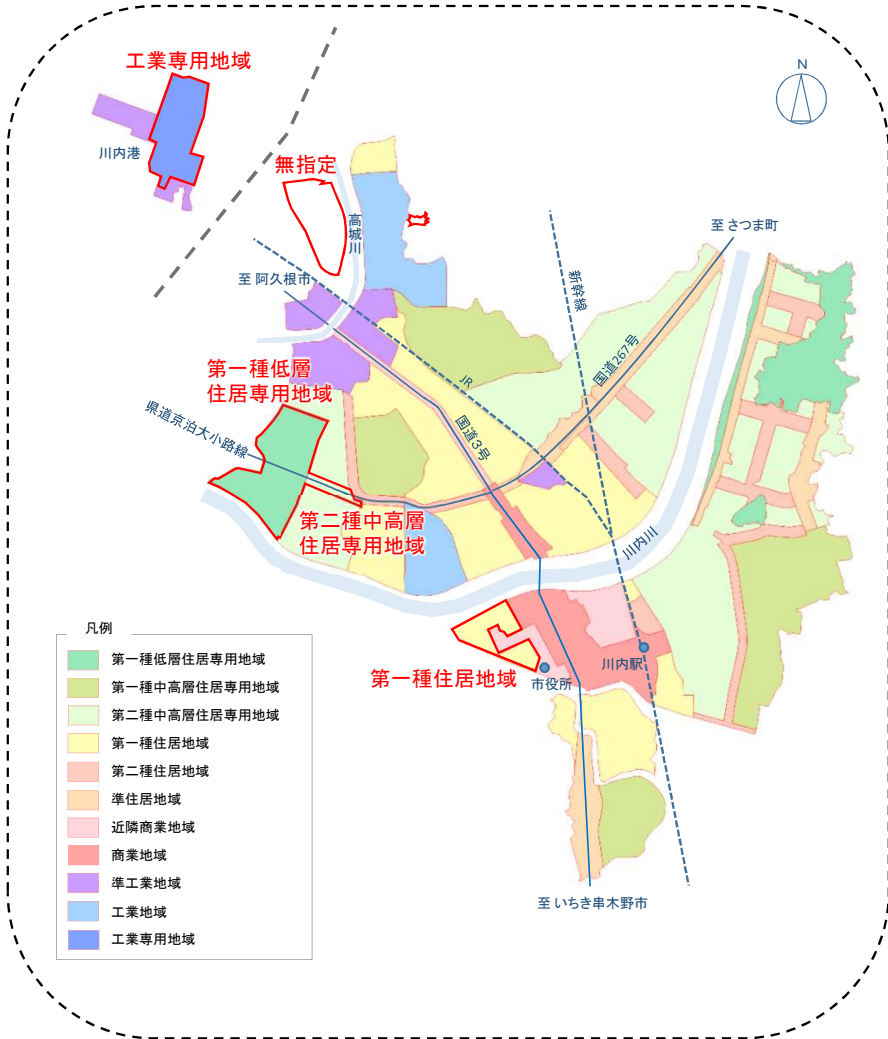 工業専用地域
N
川内港
無指定
高城川
至 さつま町
至 阿久根市
新幹線
国道267号
JR
第一種低層
住居専用地域
国道3号
県道京泊大小路線
第二種中高層
住居専用地域
川内川
第一種住居地域
市役所
川内駅
至 いちき串木野市
凡例
第一種低層住居専用地域
第一種中高層住居専用地域
第二種中高層住居専用地域
第一種住居地域
第二種住居地域
準住居地域
近隣商業地域
商業地域
準工業地域
工業地域
工業専用地域